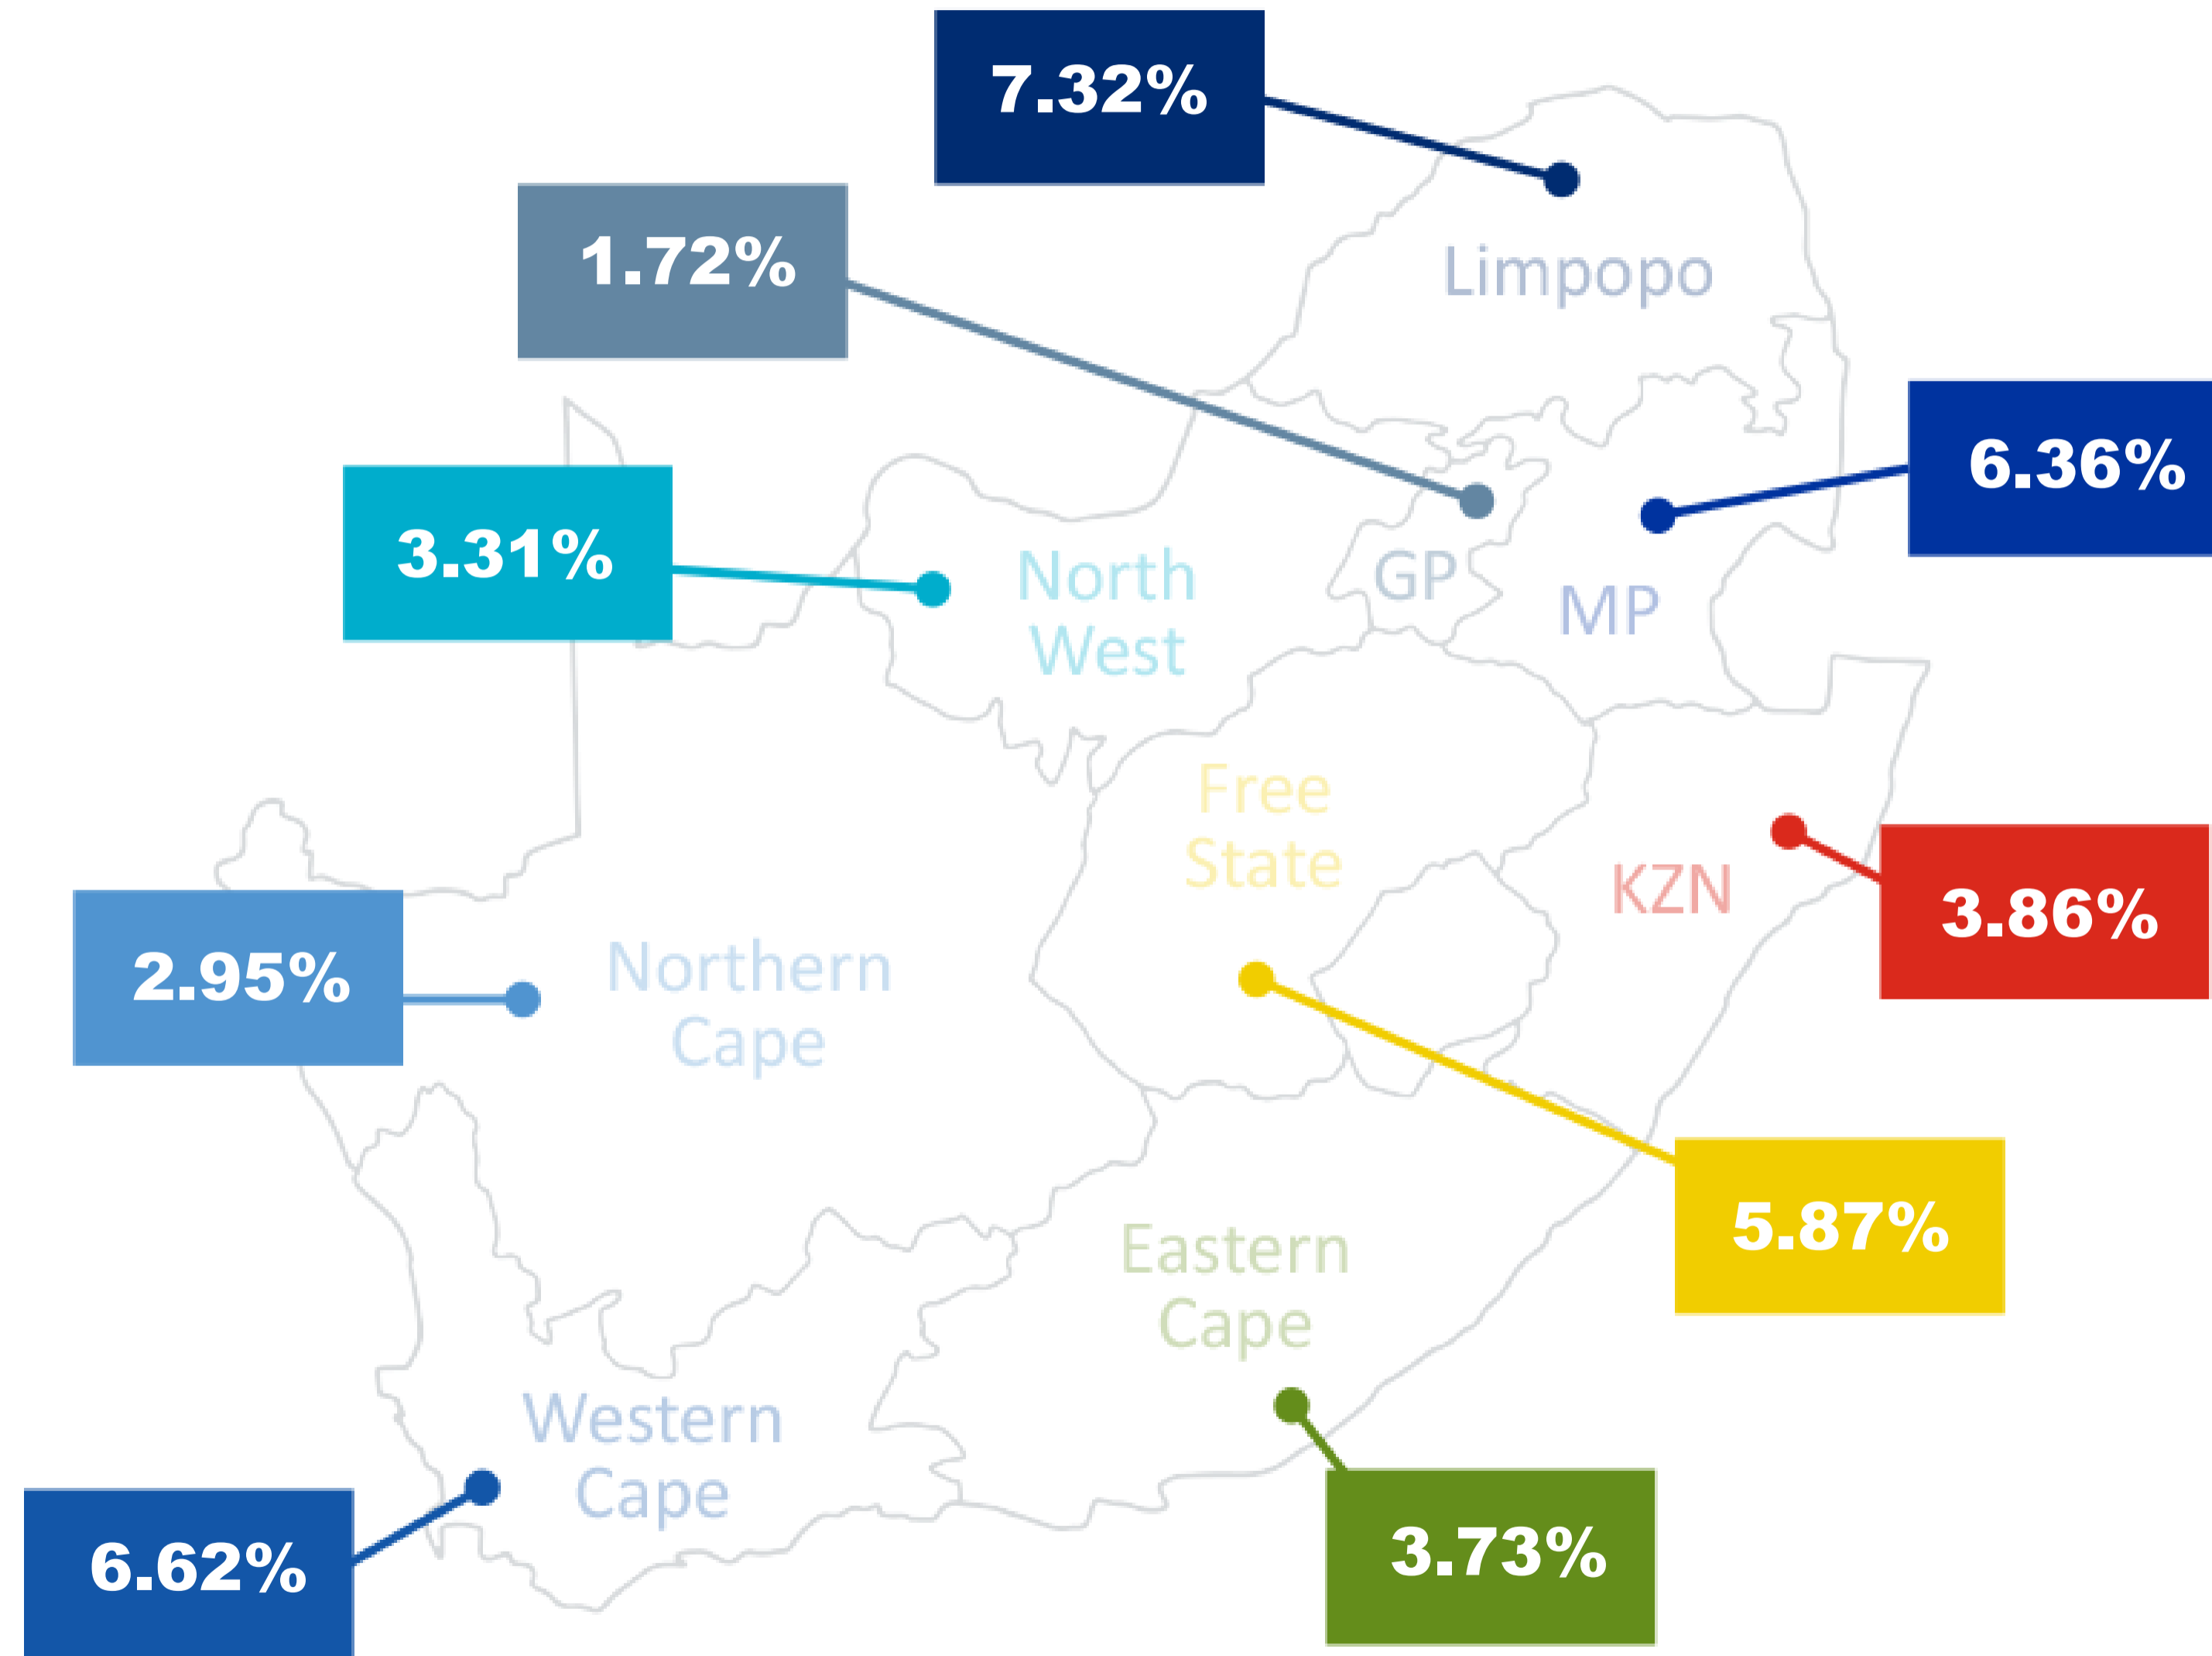 7.32%
1.72%
Limpopo
6.36%
3.31%
North
West
GP
MP
Free
State
KZN
3.86%
2.95%
Northern
Cape
5.87%
Eastern
Cape
Western
Cape
6.62%
3.73%